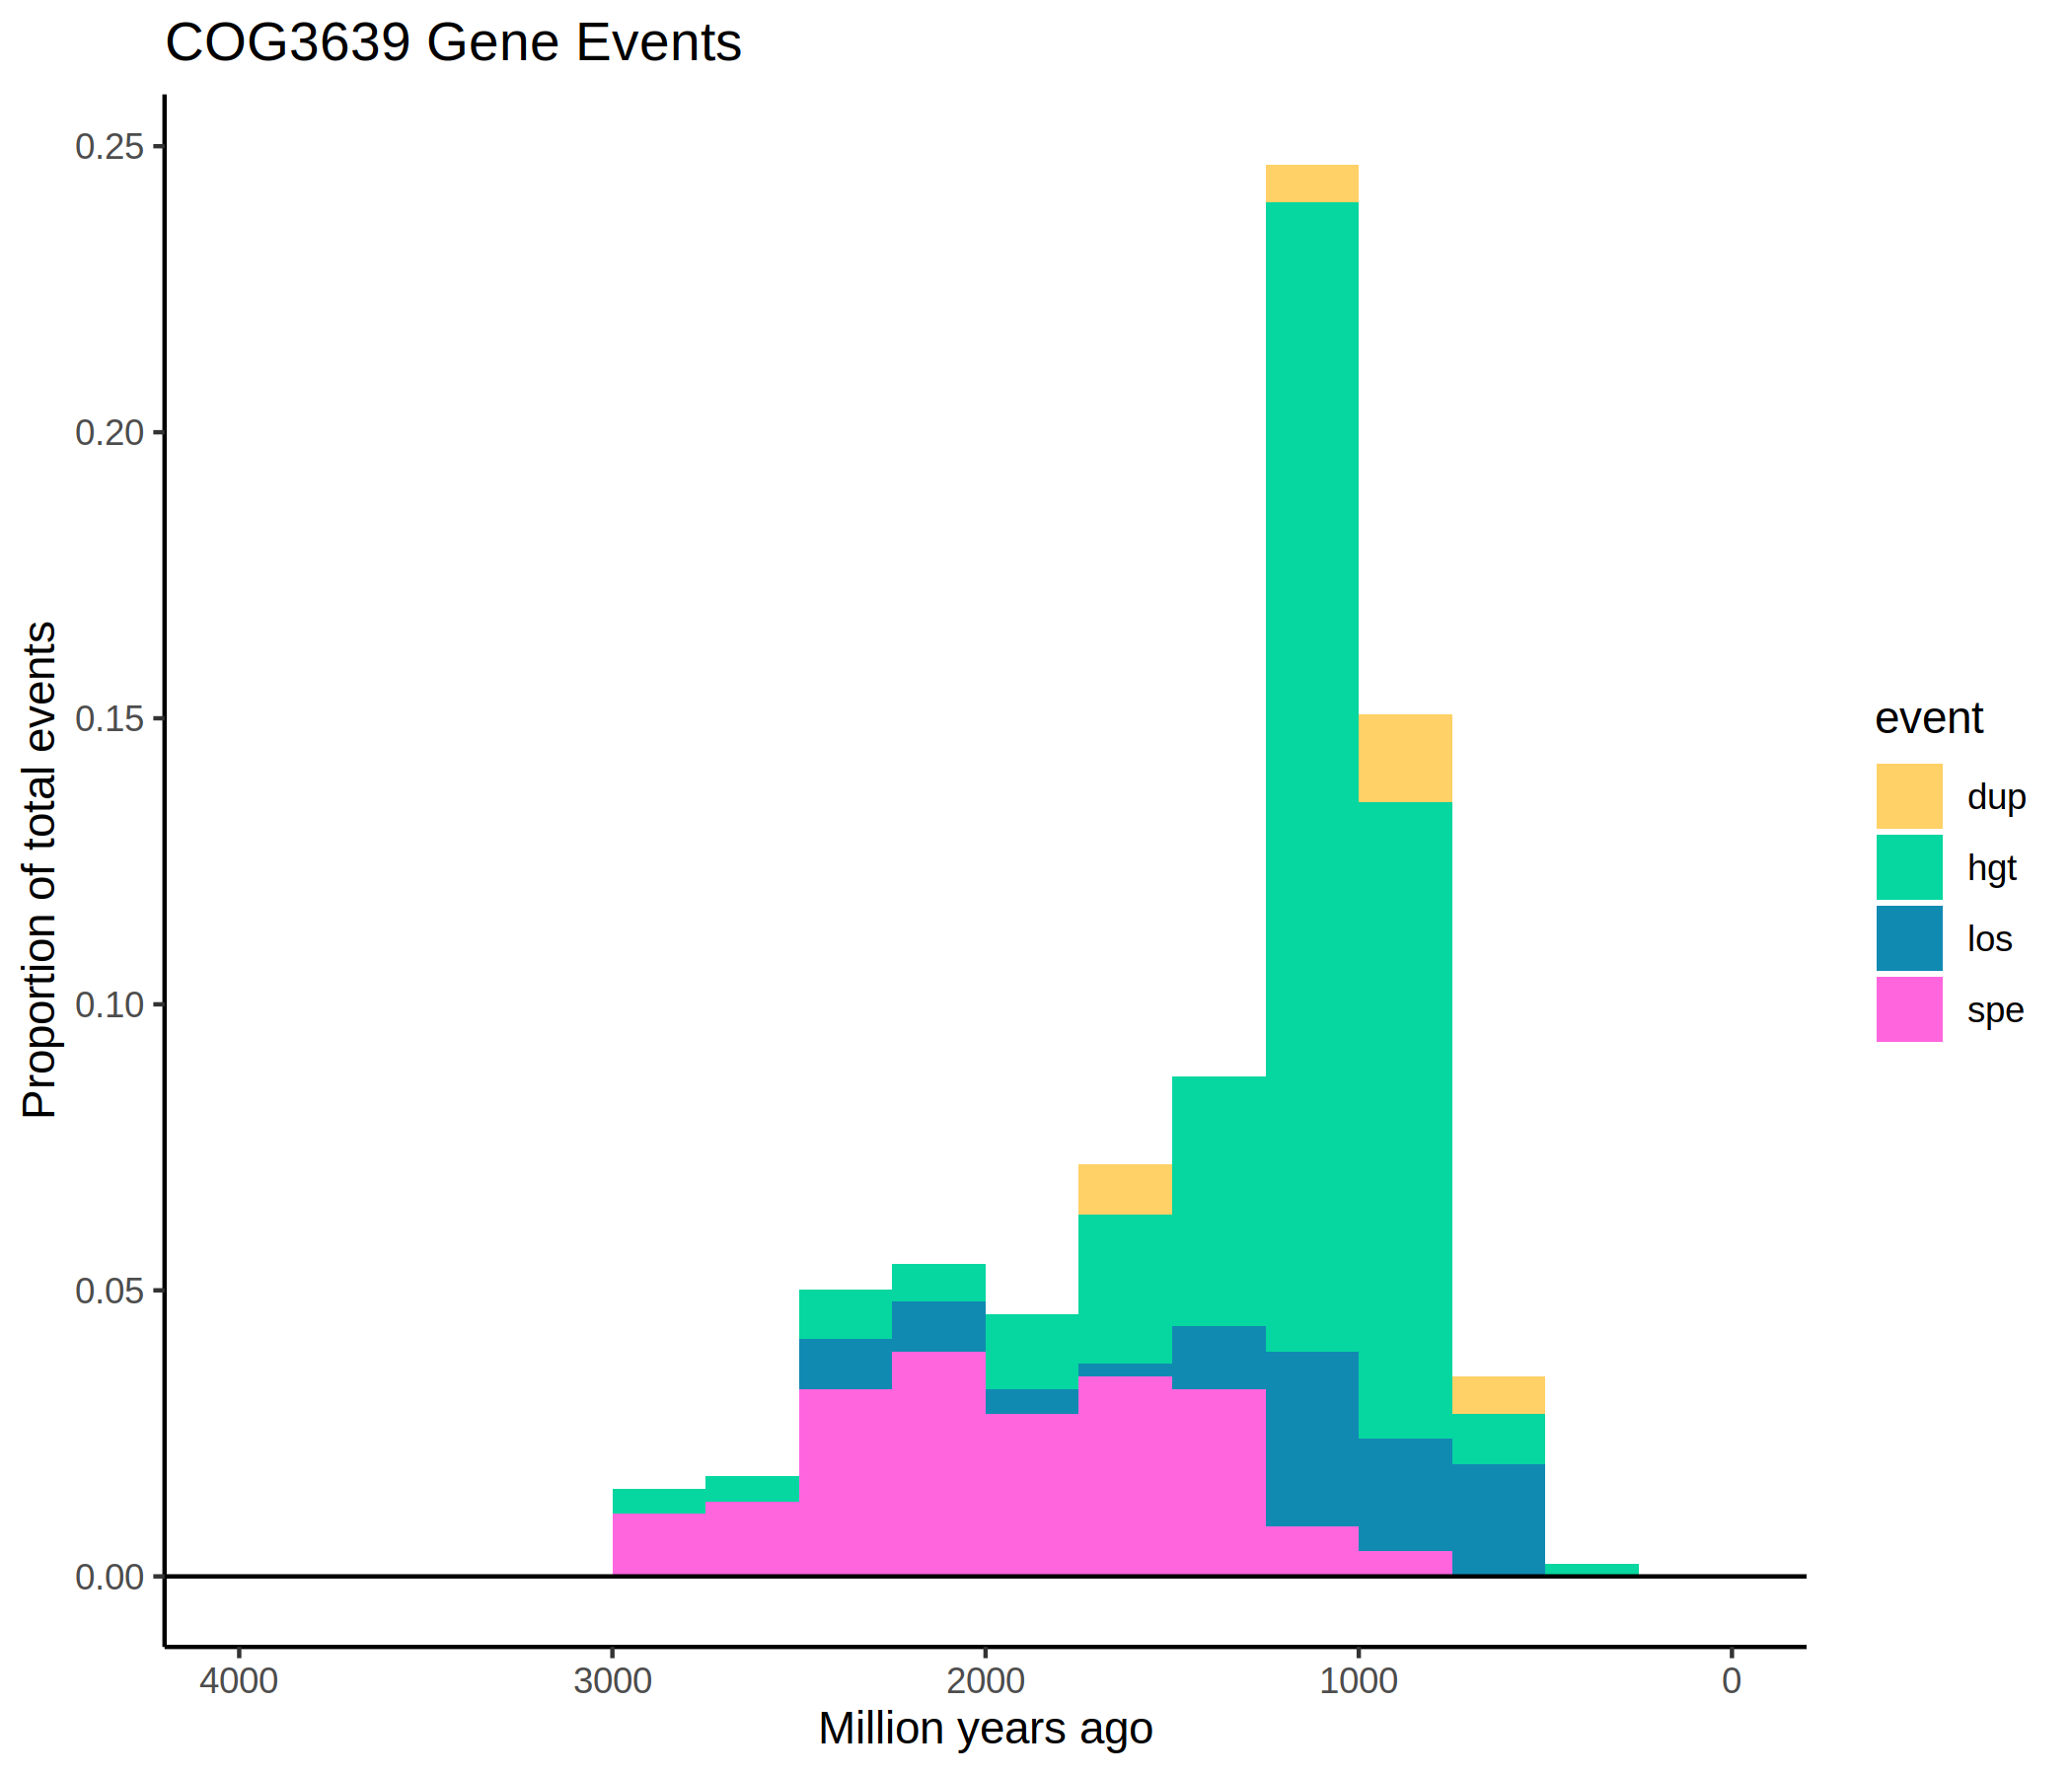 COG3639 Gene Events
Proportion of total events
0.25
0.20
0.15
0.10
0.05
0.00
4000 3000 2000 1000 0
Million years ago
event
dup
hgt
los
spe